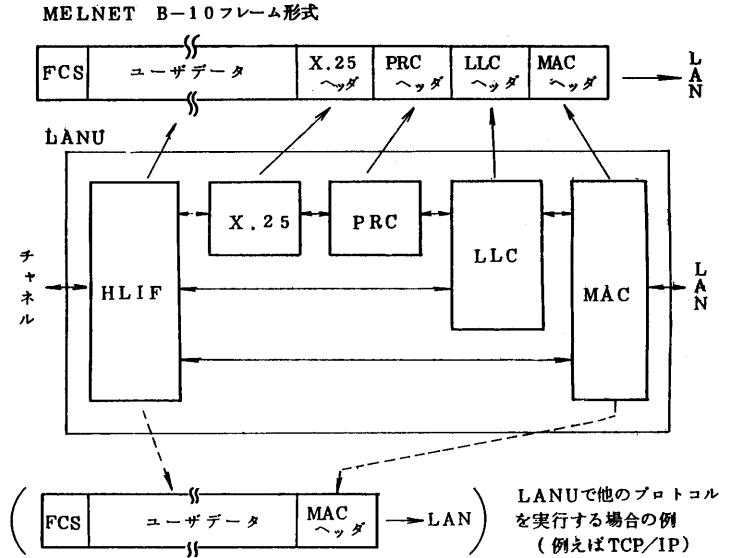 MELNET B-10フレーム形式
FCS
ユーザデータ
X.25
ヘッダ
PRC
ヘッダ
LLC
ヘッダ
MAC
ヘッダ
LAN
LANU
チャネル
HLIF
X.25
PRC
LLC
MAC
LAN
FCS
ユーザデータ
MAC
ヘッダ
LAN
LANUで他のプロトコル
を実行する場合の例
(例えばTCP/IP)